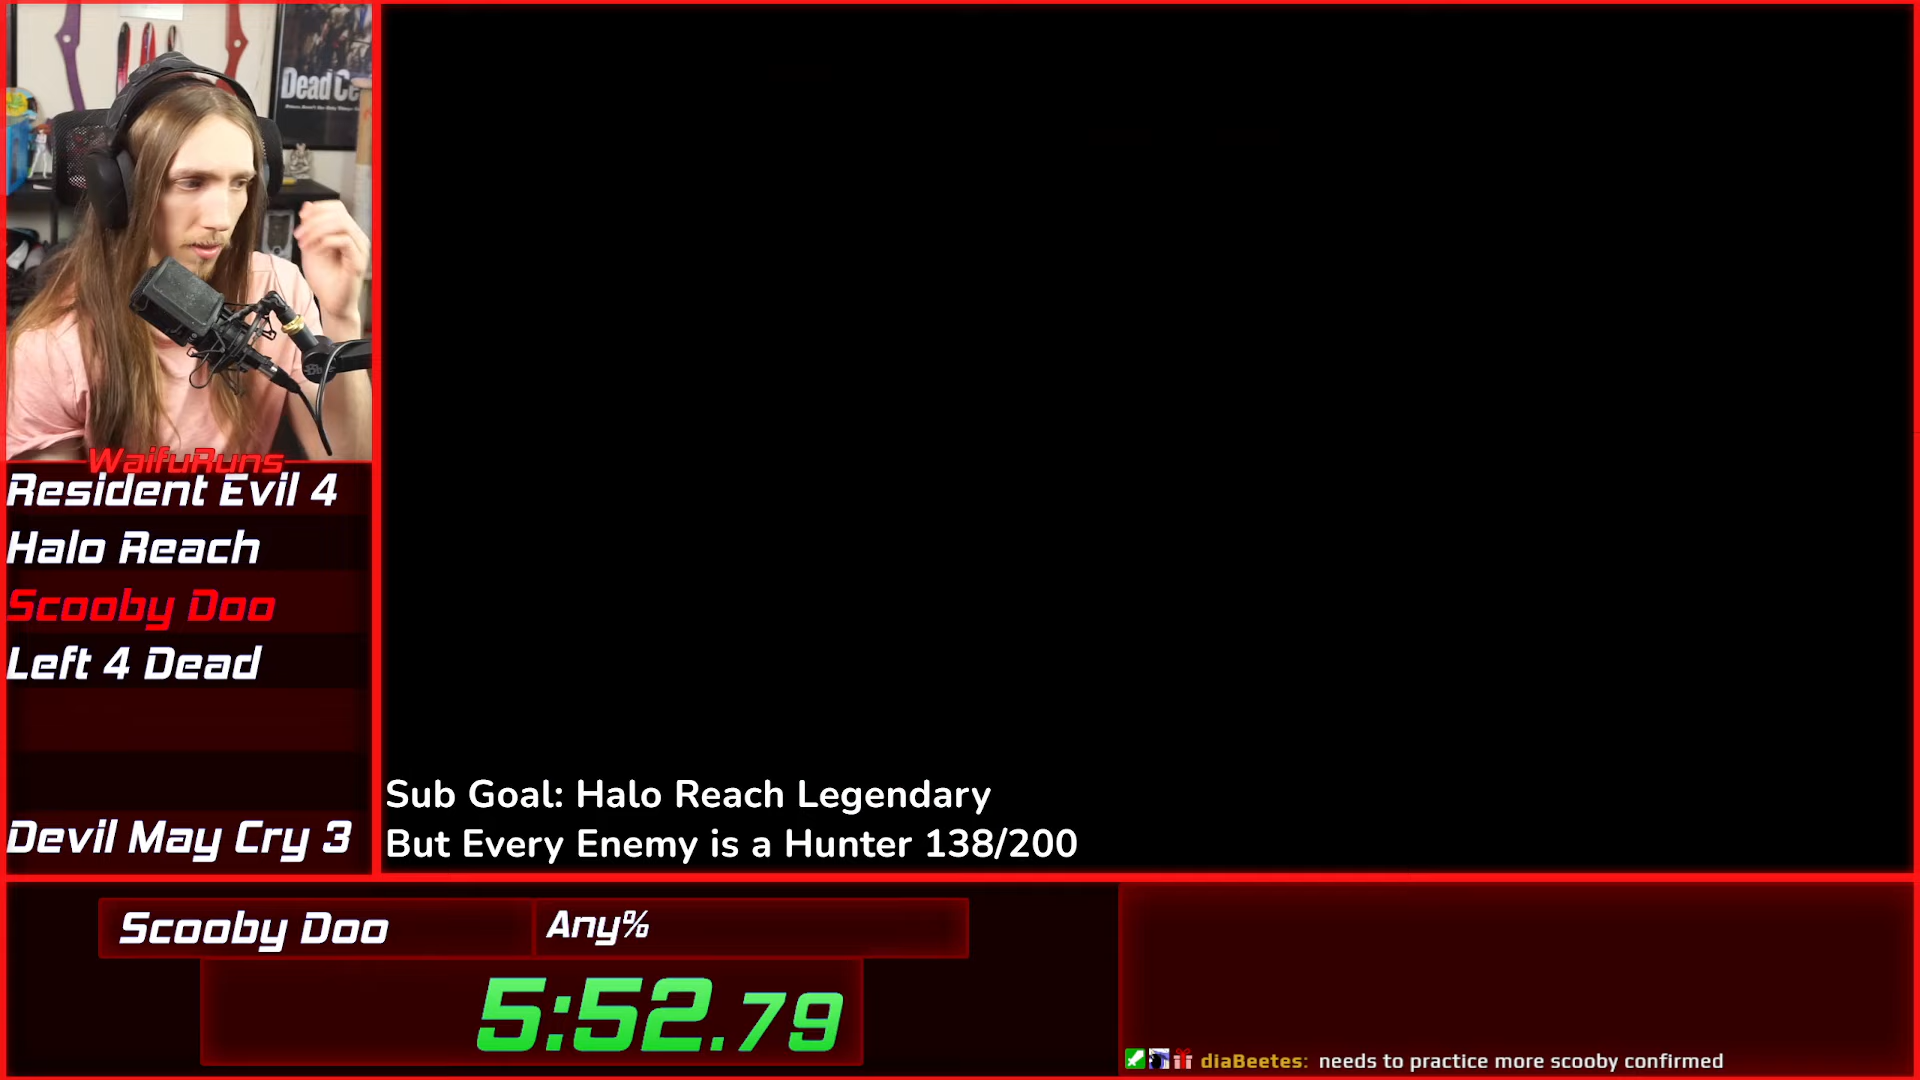 Dead Ce
WaifuRuns
Resident Evil 4
Halo Reach
Scooby Doo
Left 4 Dead
Devil May Cry 3
Sub Goal: Halo Reach Legendary
But Every Enemy is a Hunter 138/200
Scooby Doo
Any%
5:52.79
diaBeetes: needs to practice more scooby confirmed